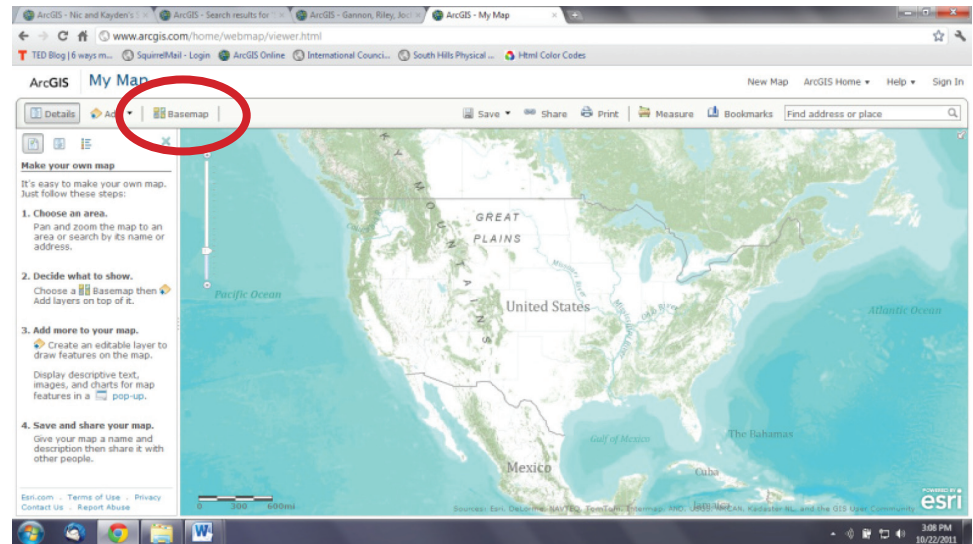 ArcGIS - Nic and Kayden's S
ArcGIS - Search results for
ArcGIS - Gannon, Riley, Joc
ArcGIS - My Map
www.arcgis.com/home/webmap/viewer.html
TED Blog | 6 ways m...
SquirrelMail - Login
ArcGIS Online
International Counci...
South Hills Physical ...
Html Color Codes
ArcGIS My Map
New Map ArcGIS Home Help Sign In
Details Basemap Save Share Print Measure Bookmarks Find address or place
Make your own map
It's easy to make your own map.
Just follow these steps:
1. Choose an area.
Pan and zoom the map to an
area or search by its name or
address.
2. Decide what to show.
Choose a Basemap then
Add layers on top of it.
3. Add more to your map.
Create an editable layer to
draw features on the map.
Display descriptive text,
images, and charts for map
features in a pop-up.
4. Save and share your map.
Give your map a name and
description then share it with
other people.
Esri.com . Terms of Use . Privacy
Contact Us . Report Abuse
ROCKY MOUNTAINS
GREAT
PLAINS
Missouri River
United States
Pacific Ocean
Atlantic Ocean
Gulf of Mexico
The Bahamas
Mexico
Cuba
0 300 600mi
POWERED BY
esri
W
3:08 PM
10/22/2011